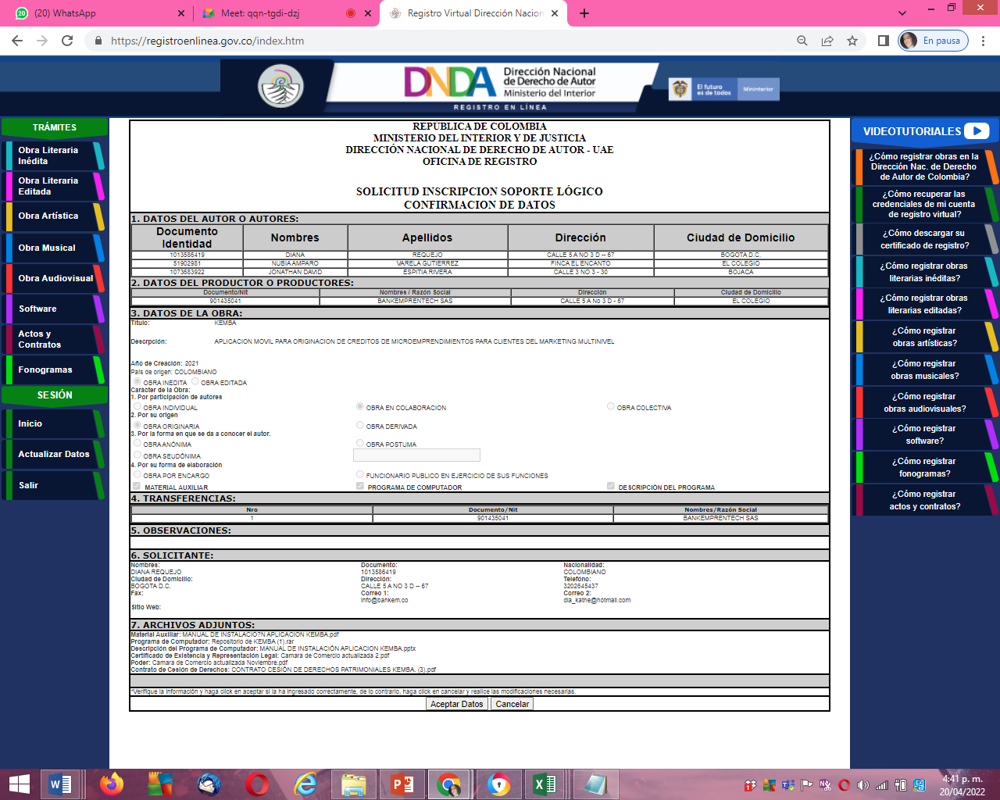 (20) WhatsApp
Meet: qqn-tgdi-dzj
Registro Virtual Dirección Nacion
https://registroenlinea.gov.co/index.htm
En pausa
DNDA
Dirección Nacional
de Derecho de Autor
Ministerio del Interior
REGISTRO EN LÍNEA
El futuro
es de todos
Mininterior
TRÁMITES
Obra Literaria
Inédita
Obra Literaria
Editada
Obra Artística
Obra Musical
Obra Audiovisual
Software
Actos y
Contratos
Fonogramas
SESIÓN
Inicio
Actualizar Datos
Salir
REPUBLICA DE COLOMBIA
MINISTERIO DEL INTERIOR Y DE JUSTICIA
DIRECCIÓN NACIONAL DE DERECHO DE AUTOR - UAE
OFICINA DE REGISTRO
SOLICITUD INSCRIPCION SOPORTE LÓGICO
CONFIRMACION DE DATOS
1. DATOS DEL AUTOR O AUTORES:
Documento Identidad Nombres Apellidos Dirección Ciudad de Domicilio
1013586419 DIANA REQUEJO CALLE 5 A NO 3 D -- 67 BOGOTA D.C.
51902981 NUBIA AMPARO VARELA GUTIERREZ FINCA EL ENCANTO EL COLEGIO
1073683922 JONATHAN DAVID ESPITIA RIVERA CALLE 3 NO 3 - 30 BOJACA
2. DATOS DEL PRODUCTOR O PRODUCTORES:
Documento/Nit Nombres / Razón Social Dirección Ciudad de Domicilio
901435041 BANKEMPRENTECH SAS CALLE 5 A No 3 D - 67 EL COLEGIO
3. DATOS DE LA OBRA:
Título: KEMBA
Descrpción: APLICACION MOVIL PARA ORIGINACION DE CREDITOS DE MICROEMPRENDIMIENTOS PARA CLIENTES DEL MARKETING MULTINIVEL
Año de Creación: 2021
País de origen: COLOMBIANO
OBRA INEDITA OBRA EDITADA
Carácter de la Obra:
1. Por participación de autores
OBRA INDIVIDUAL OBRA EN COLABORACION OBRA COLECTIVA
2. Por su origen
OBRA ORIGINARIA OBRA DERIVADA
3. Por la forma en que se da a conocer el autor.
OBRA ANÓNIMA OBRA POSTUMA
OBRA SEUDÓNIMA
4. Por su forma de elaboración
OBRA POR ENCARGO FUNCIONARIO PUBLICO EN EJERCICIO DE SUS FUNCIONES
MATERIAL AUXILIAR PROGRAMA DE COMPUTADOR DESCRIPCIÓN DEL PROGRAMA
4. TRANSFERENCIAS:
Nro Documento/Nit Nombres/Razón Social
1 901435041 BANKEMPRENTECH SAS
5. OBSERVACIONES:
6. SOLICITANTE:
Nombres: Documento: Nacionalidad:
DIANA REQUEJO 1013586419 COLOMBIANO
Ciudad de Domicilio: Dirección: Telefóno:
BOGOTA D.C. CALLE 5 A NO 3 D -- 67 3202645437
Fax: Correo 1: Correo 2:
info@bankem.co dia_kathe@hotmail.com
Sitio Web:
7. ARCHIVOS ADJUNTOS:
Material Auxiliar: MANUAL DE INSTALACIO?N APLICACION KEMBA.pdf
Programa de Computador: Repositorio de KEMBA (1).rar
Descripción del Programa de Computador: MANUAL DE INSTALACIÓN APLICACION KEMBA.pptx
Certificado de Existencia y Representación Legal: Camara de Comercio actualizada 2.pdf
Poder: Camara de Comercio actualizada Noviembre.pdf
Contrato de Cesión de Derechos: CONTRATO CESIÓN DE DERECHOS PATRIMONIALES KEMBA. (3).pdf
*Verifique la información y haga click en aceptar si la ha ingresado correctamente, de lo contrario, haga click en cancelar y realice las modificaciones necesarias.
Aceptar Datos Cancelar
VIDEOTUTORIALES
¿Cómo registrar obras en la
Dirección Nac. de Derecho
de Autor de Colombia?
¿Cómo recuperar las
credenciales de mi cuenta
de registro virtual?
¿Cómo descargar su
certificado de registro?
¿Cómo registrar obras
literarias inéditas?
¿Cómo registrar obras
literarias editadas?
¿Cómo registrar
obras artísticas?
¿Cómo registrar
obras musicales?
¿Cómo registrar
obras audiovisuales?
¿Cómo registrar
software?
¿Cómo registrar
fonogramas?
¿Cómo registrar
actos y contratos?
4:41 p. m.
20/04/2022